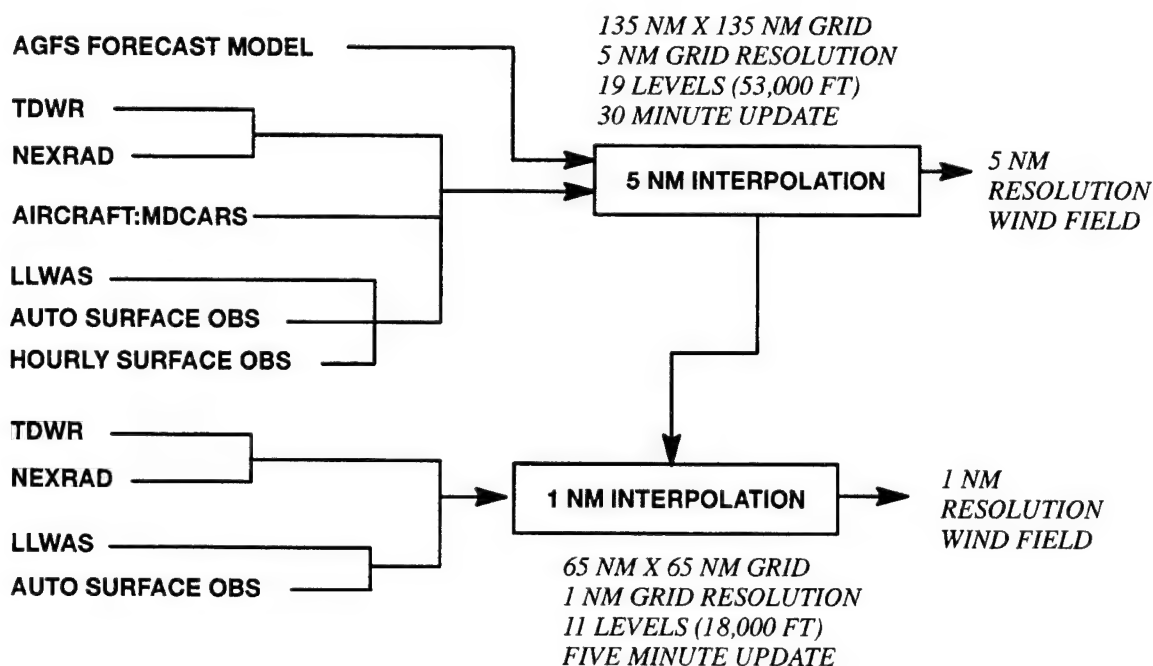 AGFS FORECAST MODEL
TDWR
NEXRAD
AIRCRAFT:MDCARS
LLWAS
AUTO SURFACE OBS
HOURLY SURFACE OBS
135 NM X 135 NM GRID
5 NM GRID RESOLUTION
19 LEVELS (53,000 FT)
30 MINUTE UPDATE
5 NM INTERPOLATION
5 NM
RESOLUTION
WIND FIELD
TDWR
NEXRAD
LLWAS
AUTO SURFACE OBS
1 NM INTERPOLATION
1 NM
RESOLUTION
WIND FIELD
65 NM X 65 NM GRID
1 NM GRID RESOLUTION
11 LEVELS (18,000 FT)
FIVE MINUTE UPDATE